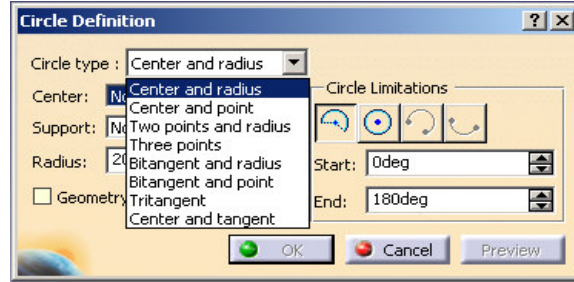 Circle Definition
Circle type : Center and radius
Center:
Support:
Radius: 20
Geometry
Center and radius
Center and point
Two points and radius
Three points
Bitangent and radius
Bitangent and point
Tritangent
Center and tangent
Circle Limitations
Start: 0deg
End: 180deg
OK Cancel Preview